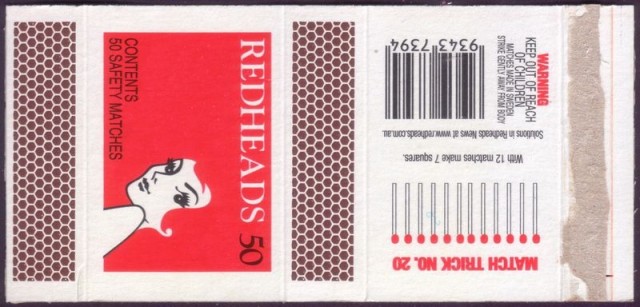 REDHEADS 50
CONTENTS
50 SAFETY MATCHES
MATCH TRICK NO. 20
With 12 matches make 7 squares.
Solutions in Redheads News at www.redheads.com.au.
9343 7394
WARNING
KEEP OUT OF REACH
OF CHILDREN
MATCHES MADE IN SWEDEN
STRIKE GENTLY AWAY FROM BODY